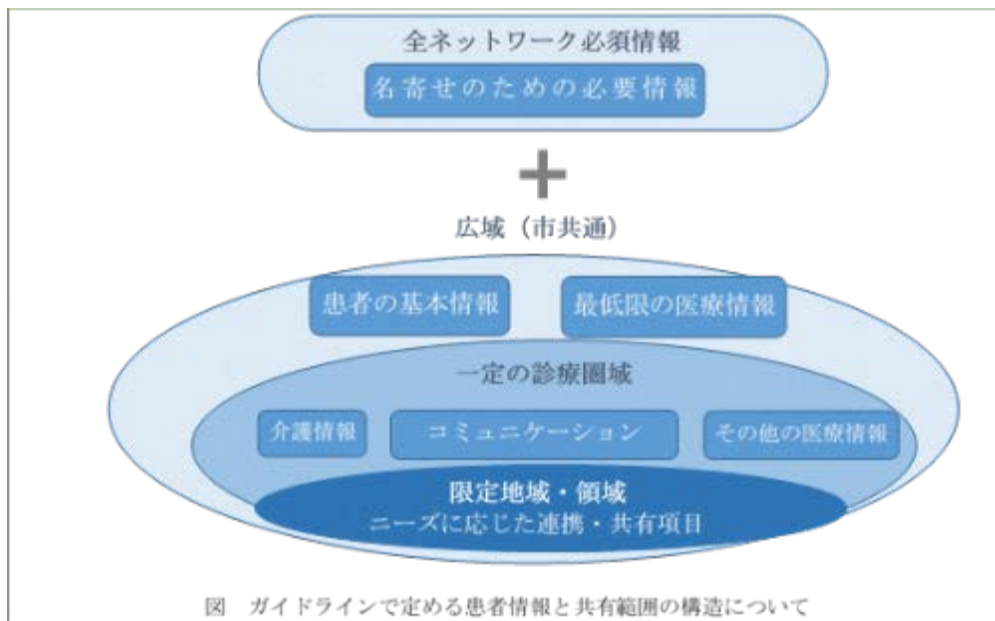 全ネットワーク必須情報
名寄せのための必要情報
広域（市共通）
患者の基本情報
最低限の医療情報
一定の診療圏域
介護情報
コミュニケーション
その他の医療情報
限定地域・領域
ニーズに応じた連携・共有項目
図　ガイドラインで定める患者情報と共有範囲の構造について